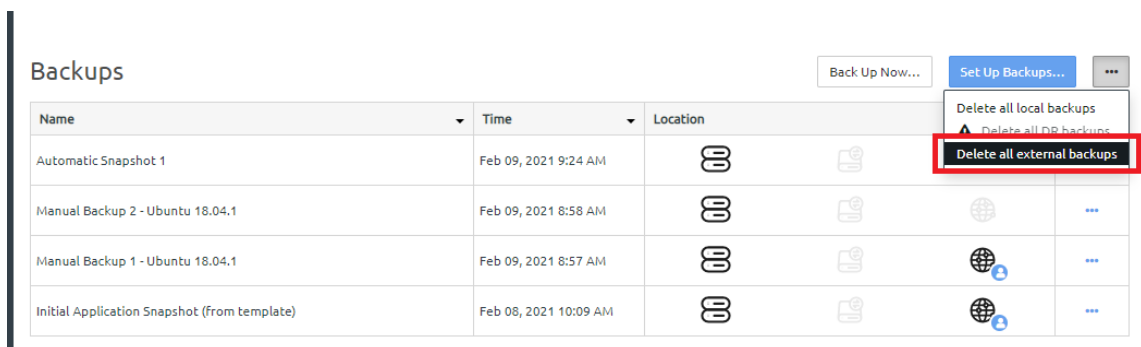 Backups
Back Up Now... Set Up Backups... •••
Name Time Location
Delete all local backups
Delete all DR backups
Delete all external backups
Automatic Snapshot 1 Feb 09, 2021 9:24 AM
Manual Backup 2 - Ubuntu 18.04.1 Feb 09, 2021 8:58 AM •••
Manual Backup 1 - Ubuntu 18.04.1 Feb 09, 2021 8:57 AM •••
Initial Application Snapshot (from template) Feb 08, 2021 10:09 AM •••